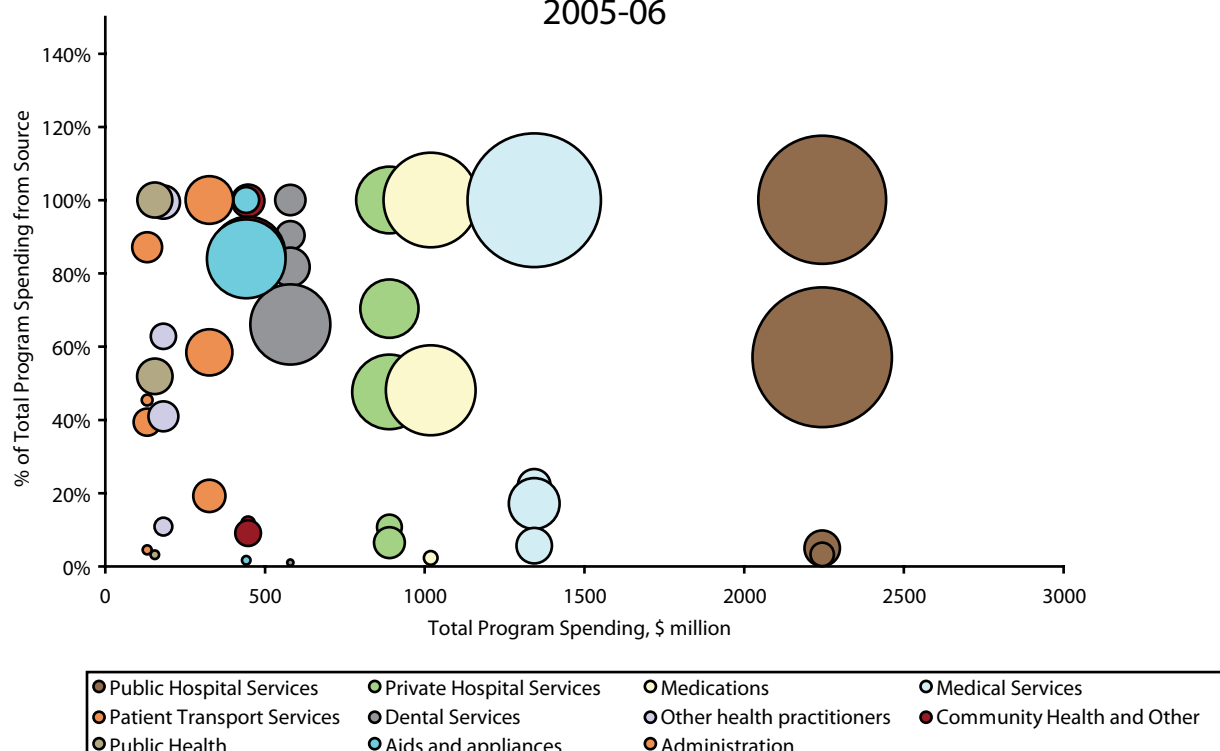 2005-06
% of Total Program Spending from Source
140%
120%
100%
80%
60%
40%
20%
0%
0 500 1000 1500 2000 2500 3000
Total Program Spending, $ million
Public Hospital Services Private Hospital Services Medications Medical Services
Patient Transport Services Dental Services Other health practitioners Community Health and Other
Public Health Aids and appliances Administration